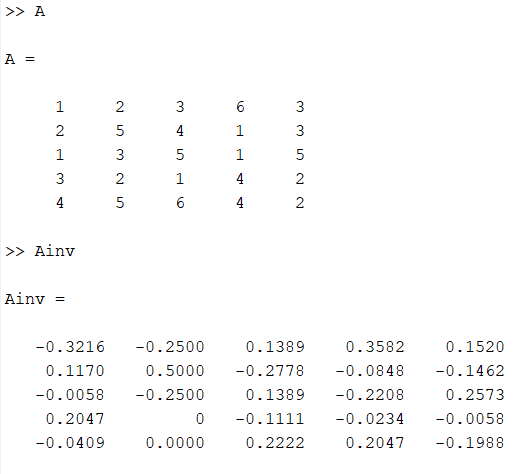 >> A
A =
1 2 3 6 3
2 5 4 1 3
1 3 5 1 5
3 2 1 4 2
4 5 6 4 2
>> Ainv
Ainv =
-0.3216 -0.2500 0.1389 0.3582 0.1520
0.1170 0.5000 -0.2778 -0.0848 -0.1462
-0.0058 -0.2500 0.1389 -0.2208 0.2573
0.2047 0 -0.1111 -0.0234 -0.0058
-0.0409 0.0000 0.2222 0.2047 -0.1988